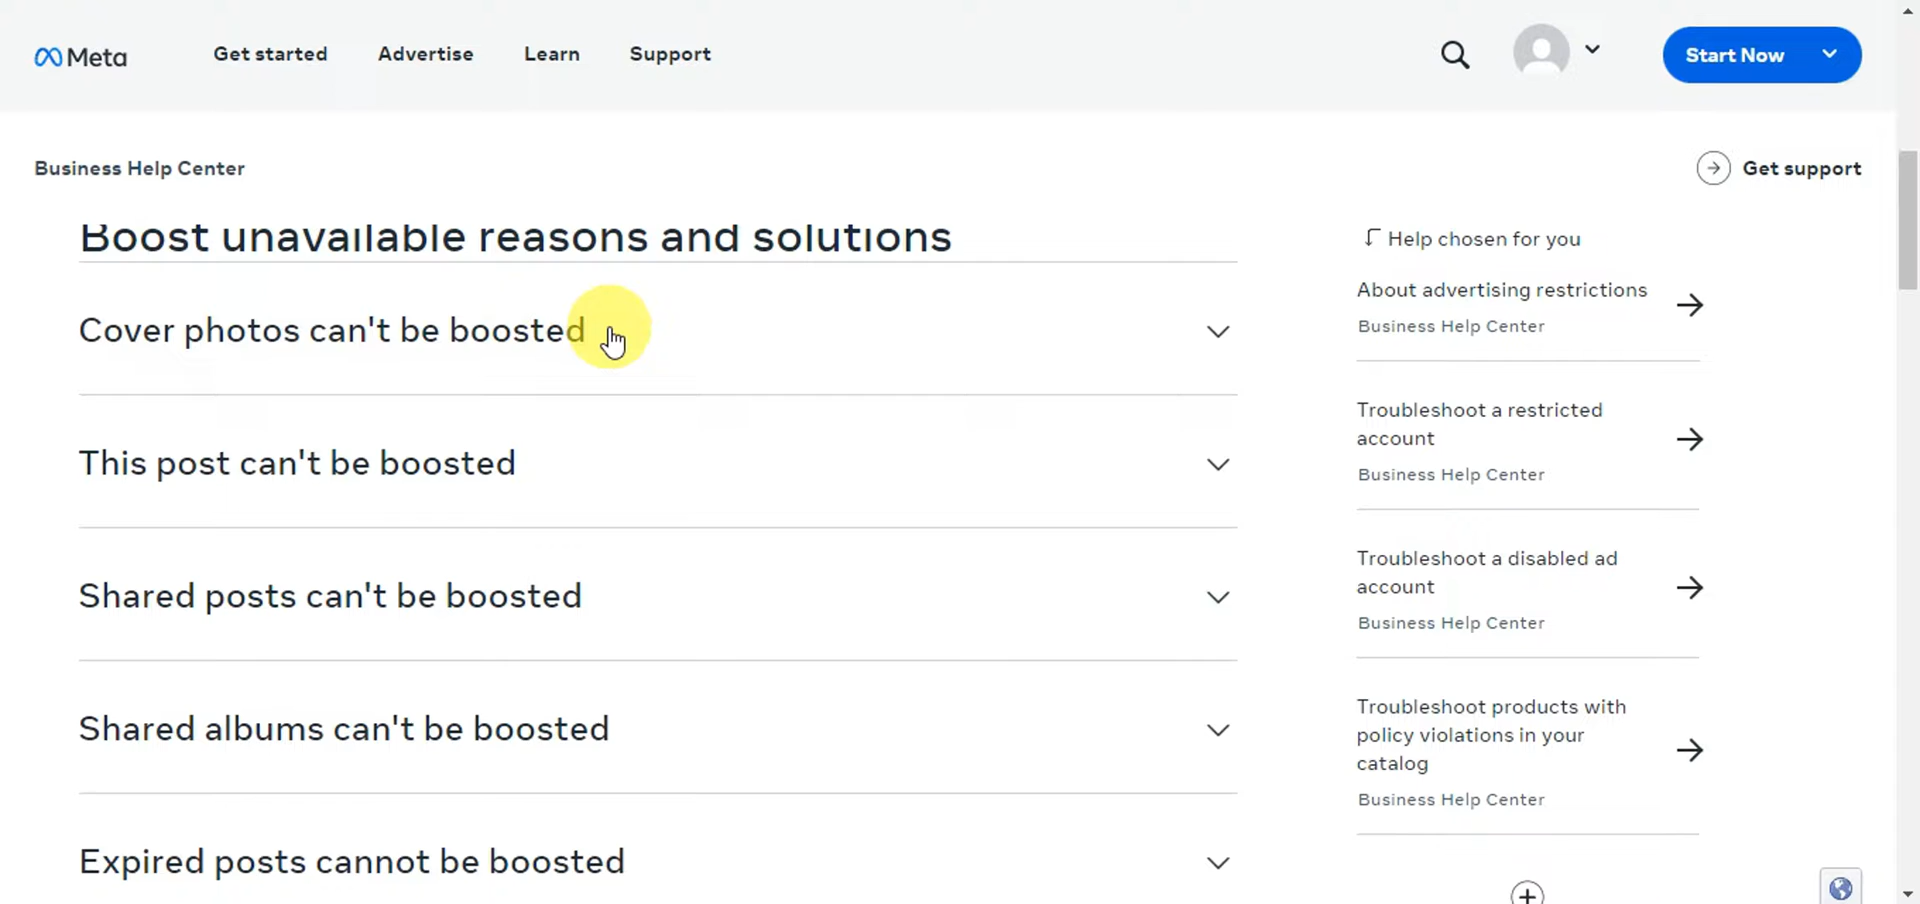 Meta
Get started
Advertise
Learn
Support
Start Now
Business Help Center
Get support
Boost unavailable reasons and solutions
Cover photos can't be boosted
This post can't be boosted
Shared posts can't be boosted
Shared albums can't be boosted
Expired posts cannot be boosted
Help chosen for you
About advertising restrictions
Business Help Center
Troubleshoot a restricted
account
Business Help Center
Troubleshoot a disabled ad
account
Business Help Center
Troubleshoot products with
policy violations in your
catalog
Business Help Center